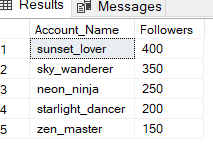 Results Messages
Account_Name Followers
1 sunset_lover 400
2 sky_wanderer 350
3 neon_ninja 250
4 starlight_dancer 200
5 zen_master 150